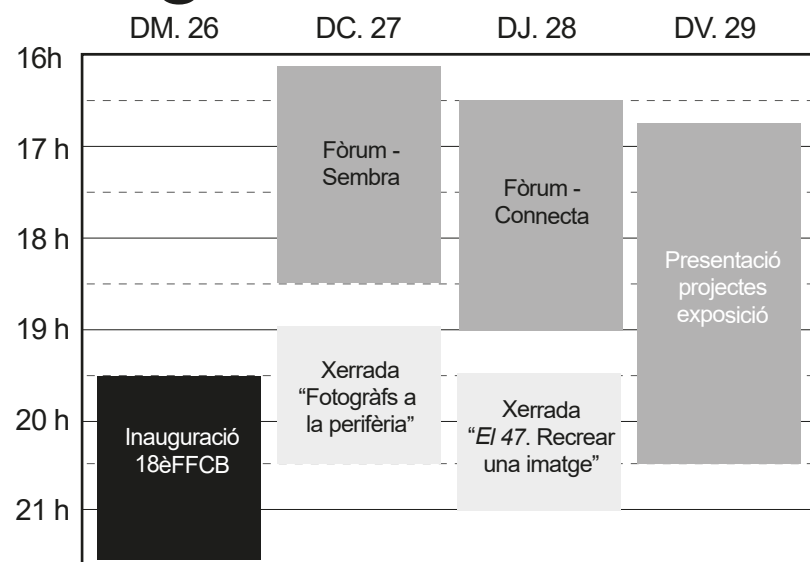 DM. 26 DC. 27 DJ. 28 DV. 29
16h
17 h
18 h
19 h
20 h
21 h
Inauguració
18èFFCB
Fòrum -
Sembra
Xerrada
“Fotogràfs a
la perifèria”
Fòrum -
Connecta
Xerrada
“El 47. Recrear
una imatge”
Presentació
projectes
exposició